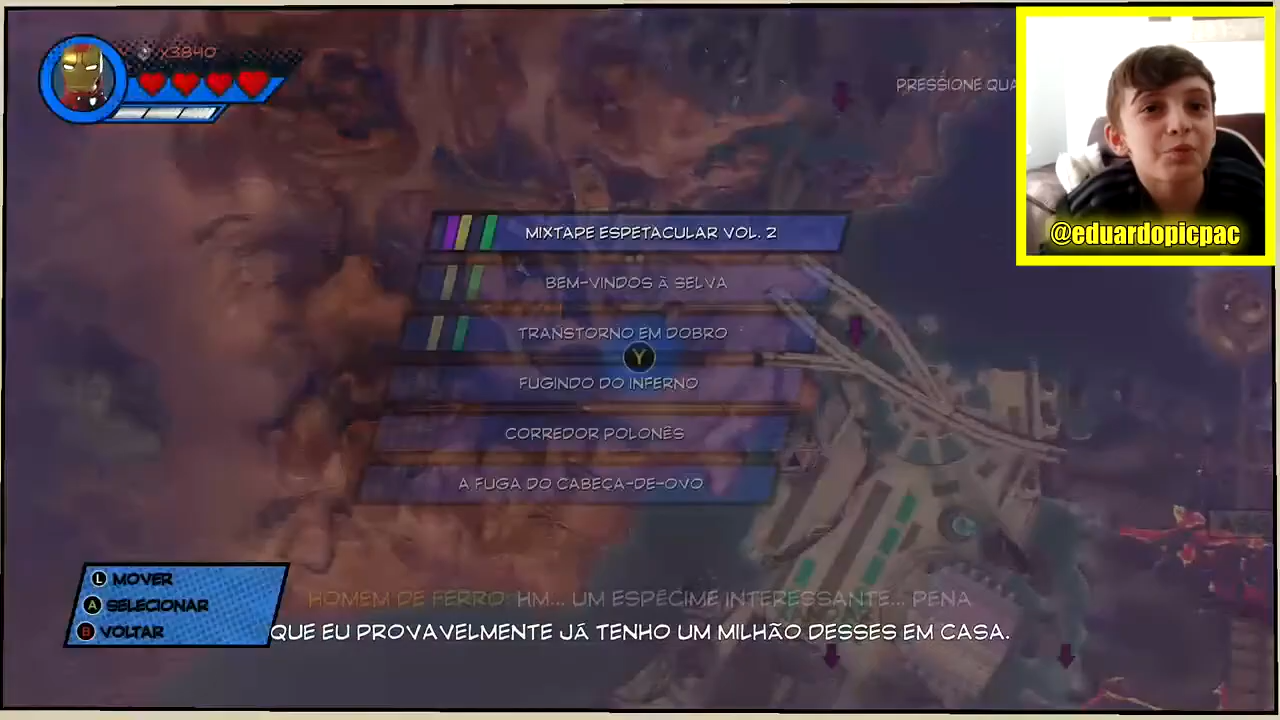 x3840
PRESSIONE QUA
@eduardopicpac
MIXTAPE ESPETACULAR VOL. 2
BEM-VINDOS À SELVA
TRANSTORNO EM DOBRO
Y
FUGINDO DO INFERNO
CORREDOR POLONÊS
A FUGA DO CABEÇA-DE-OVO
L MOVER
A SELECIONAR
B VOLTAR
HOMEM DE FERRO: HM... UM ESPÉCIME INTERESSANTE... PENA
QUE EU PROVAVELMENTE JÁ TENHO UM MILHÃO DESSES EM CASA.